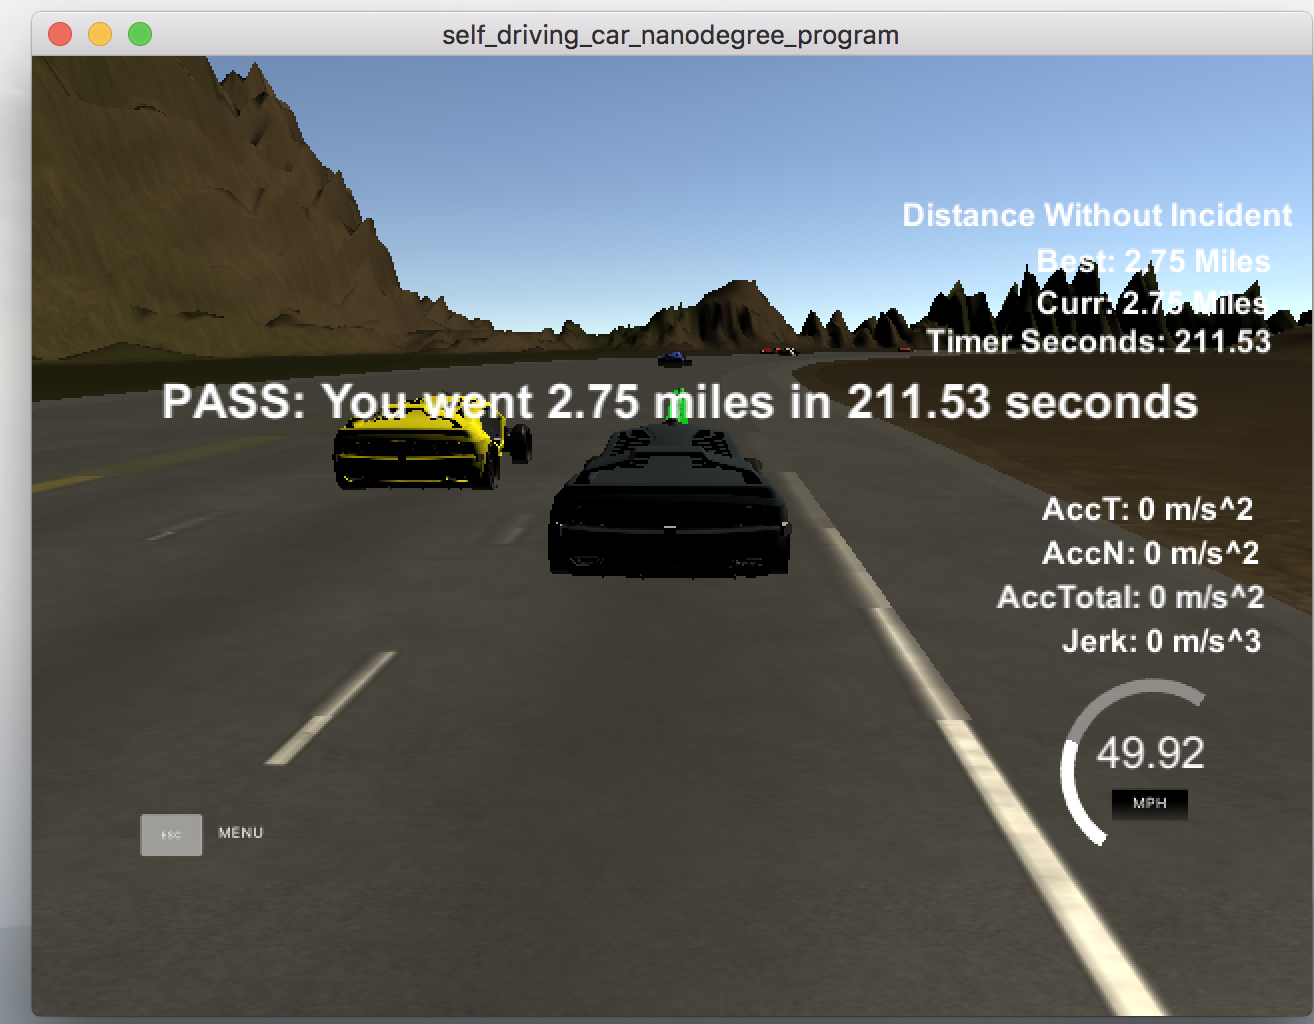 self_driving_car_nanodegree_program
Distance Without Incident
Best: 2.75 Miles
Curr: 2.75 Miles
Timer Seconds: 211.53
PASS: You went 2.75 miles in 211.53 seconds
AccT: 0 m/s^2
AccN: 0 m/s^2
AccTotal: 0 m/s^2
Jerk: 0 m/s^3
49.92
MPH
ESC MENU